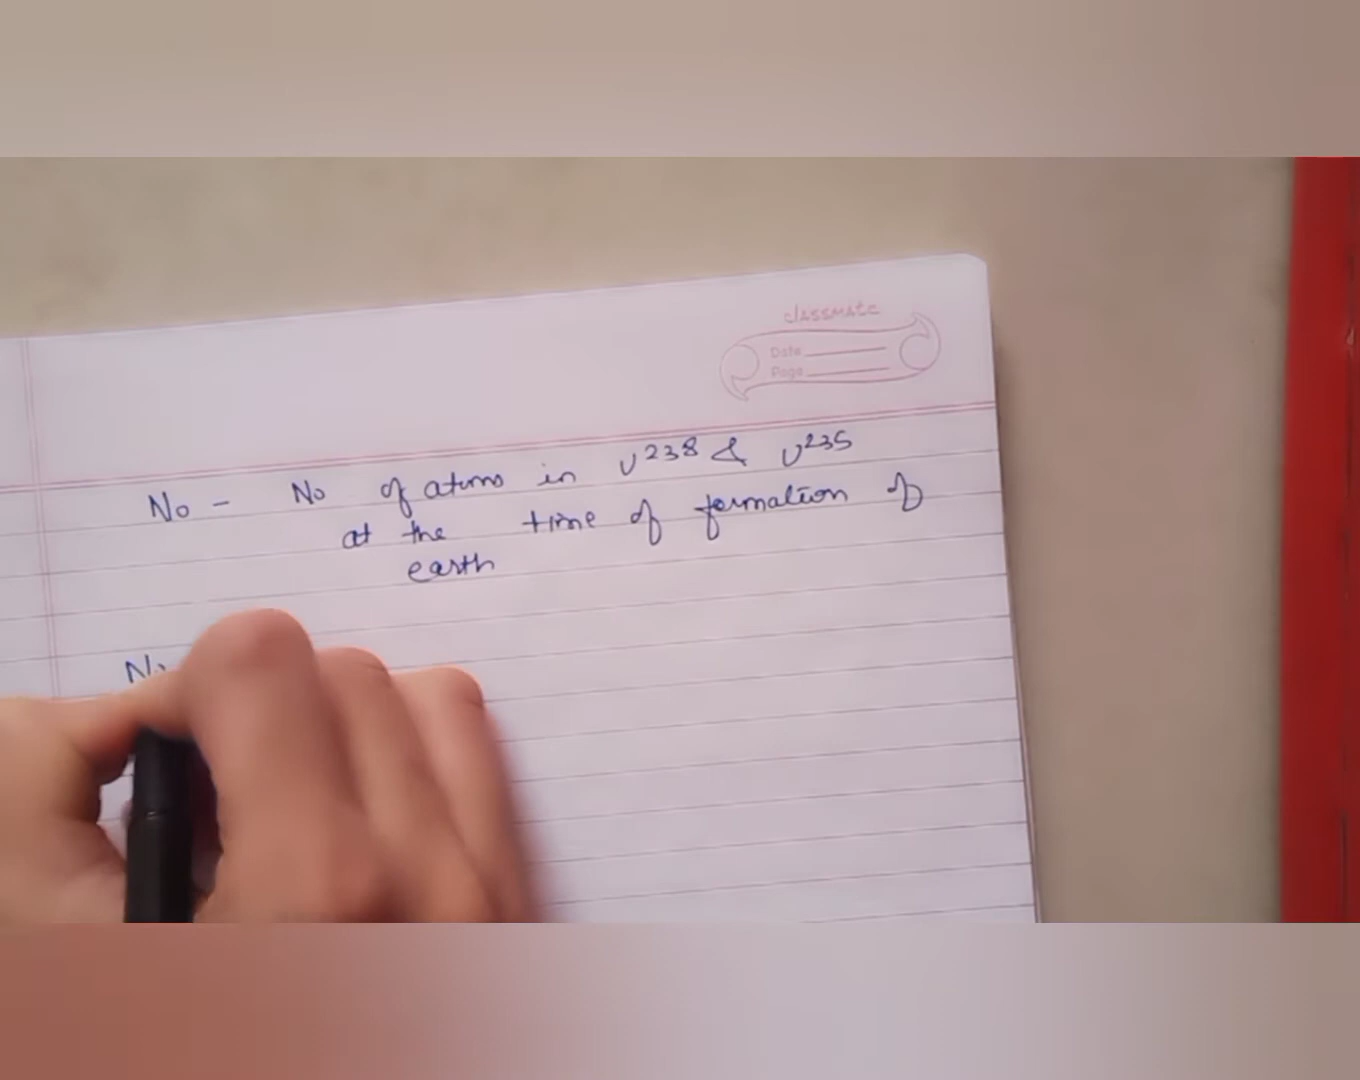 classmate
Date
Page
No - No of atoms in U238 & U235
at the time of formation of
earth